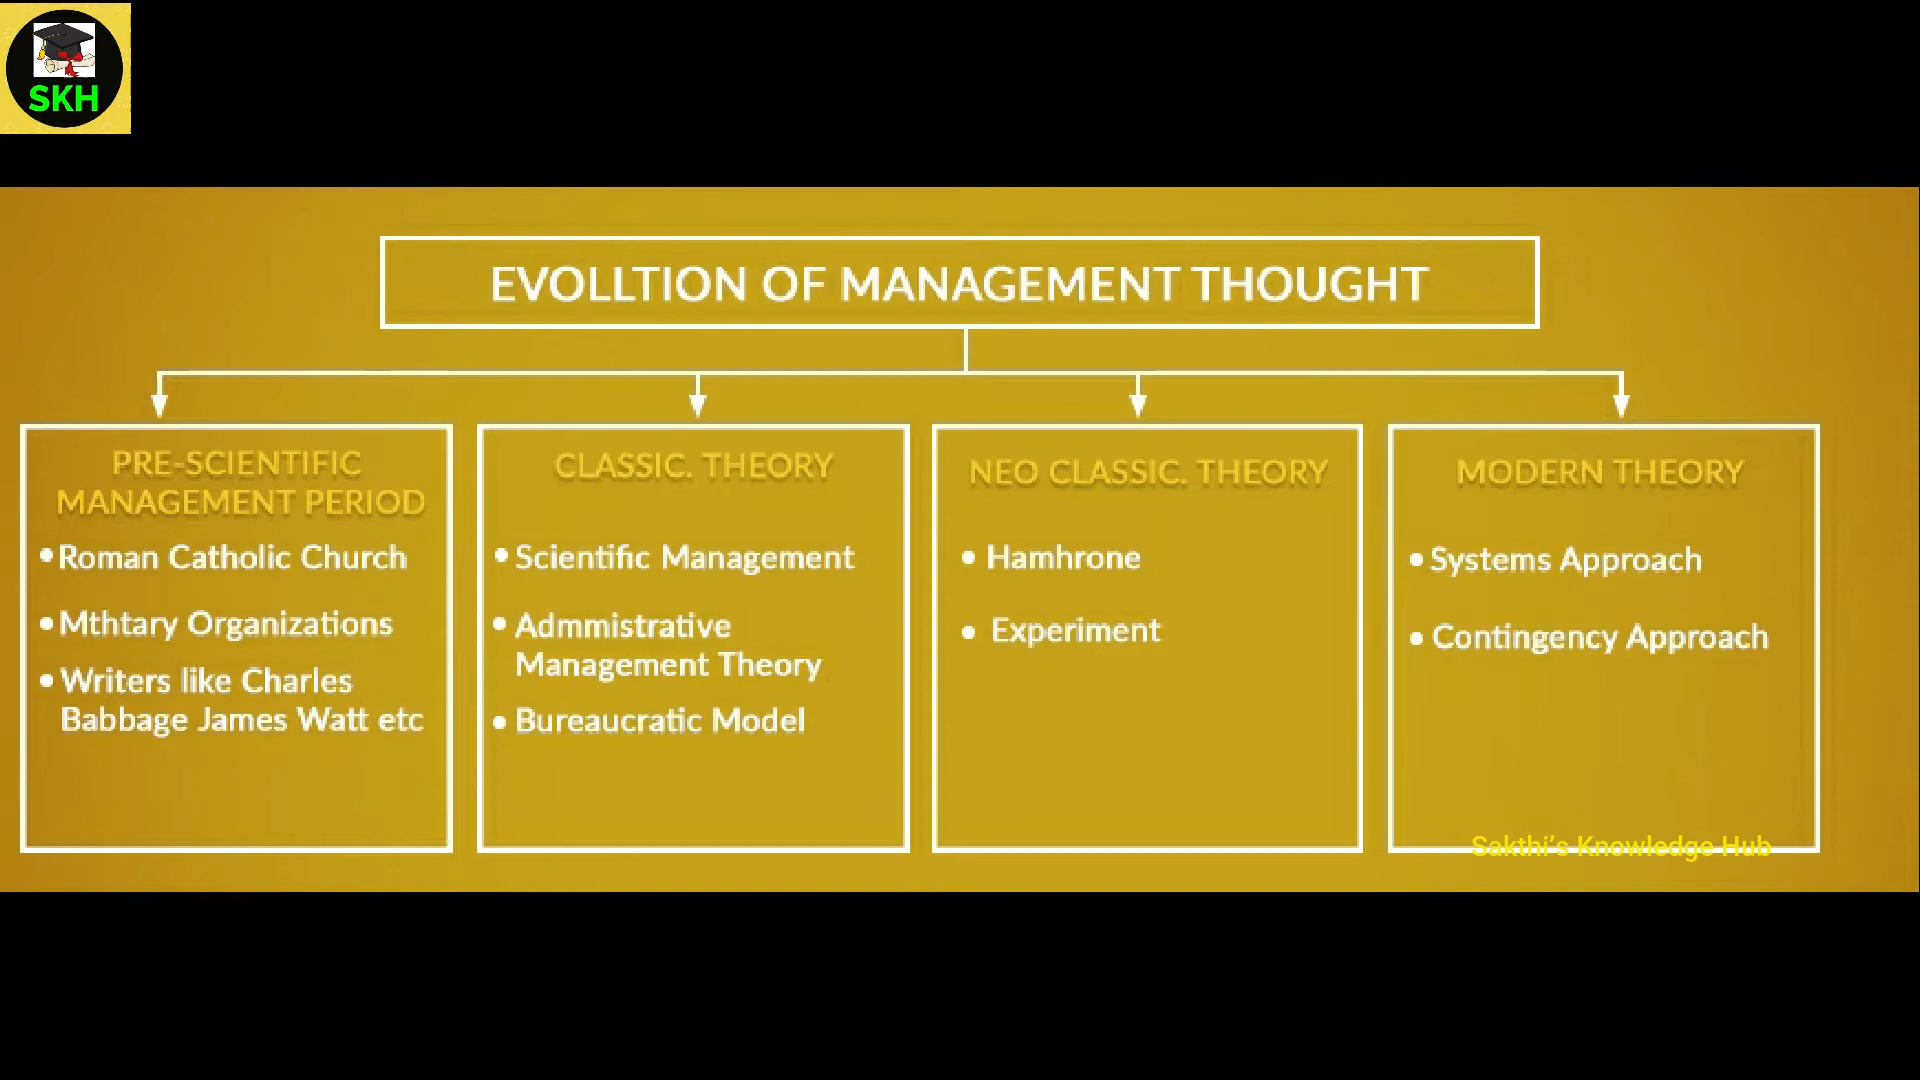 SKH
EVOLLTION OF MANAGEMENT THOUGHT
PRE-SCIENTIFIC
MANAGEMENT PERIOD
• Roman Catholic Church
• Mthtary Organizations
• Writers like Charles
Babbage James Watt etc
CLASSIC. THEORY
• Scientific Management
• Admmistrative
Management Theory
• Bureaucratic Model
NEO CLASSIC. THEORY
• Hamhrone
• Experiment
MODERN THEORY
• Systems Approach
• Contingency Approach
Sakthi's Knowledge Hub